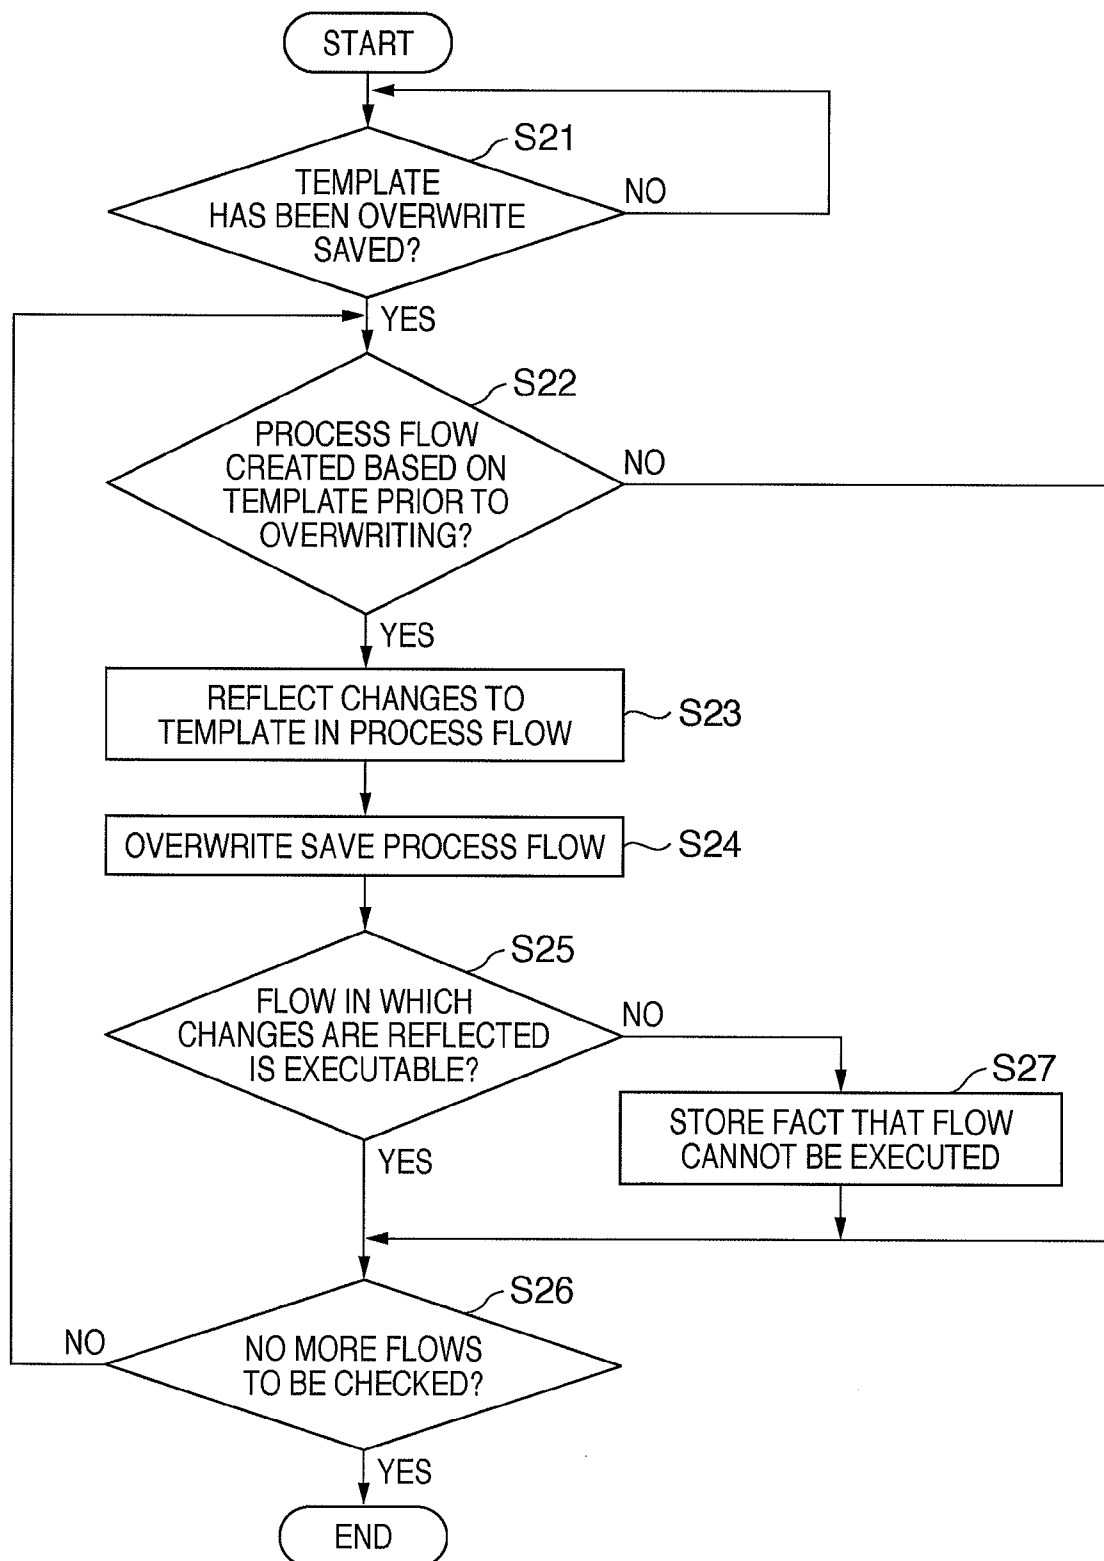 START
S21
TEMPLATE
HAS BEEN OVERWRITE
SAVED?
NO
YES
S22
PROCESS FLOW
CREATED BASED ON
TEMPLATE PRIOR TO
OVERWRITING?
NO
YES
REFLECT CHANGES TO
TEMPLATE IN PROCESS FLOW
S23
OVERWRITE SAVE PROCESS FLOW
S24
S25
FLOW IN WHICH
CHANGES ARE REFLECTED
IS EXECUTABLE?
NO
S27
STORE FACT THAT FLOW
CANNOT BE EXECUTED
YES
S26
NO
NO MORE FLOWS
TO BE CHECKED?
YES
END